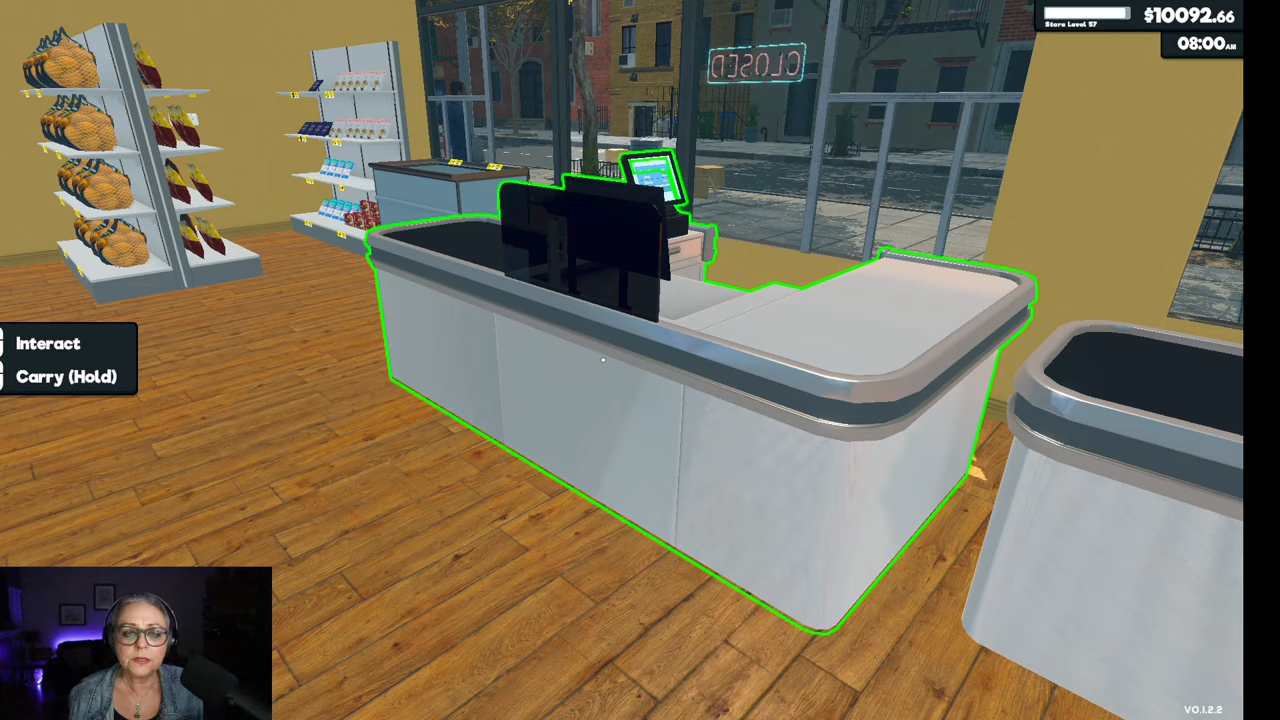 $10092.66
Store Level 57
08:00AM
CLOSED
Interact
Carry (Hold)
V0.1.2.2